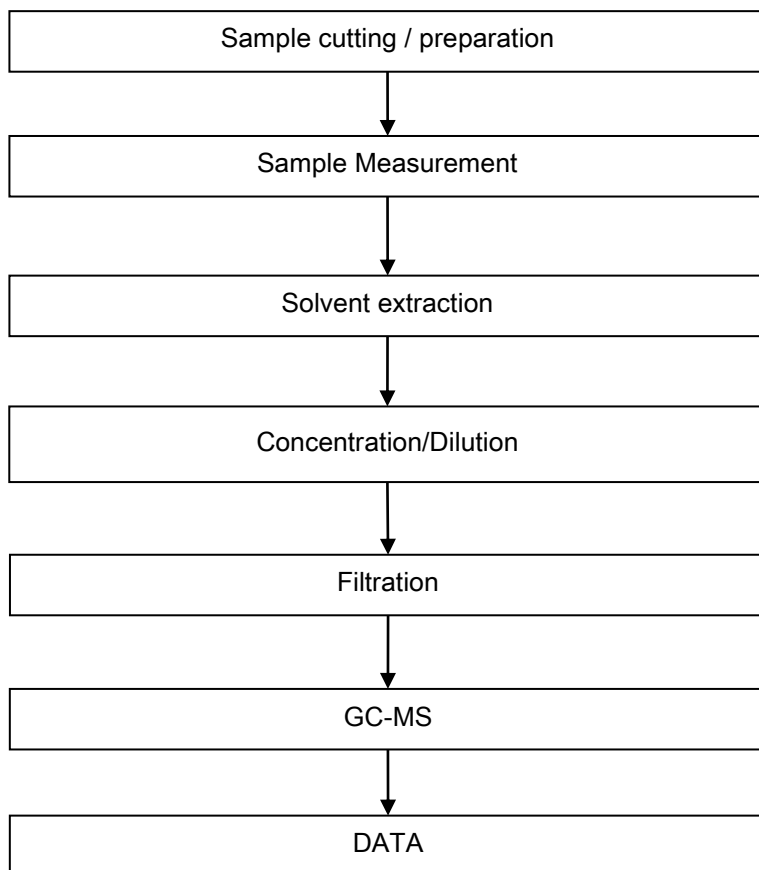 Sample cutting / preparation
Sample Measurement
Solvent extraction
Concentration/Dilution
Filtration
GC-MS
DATA